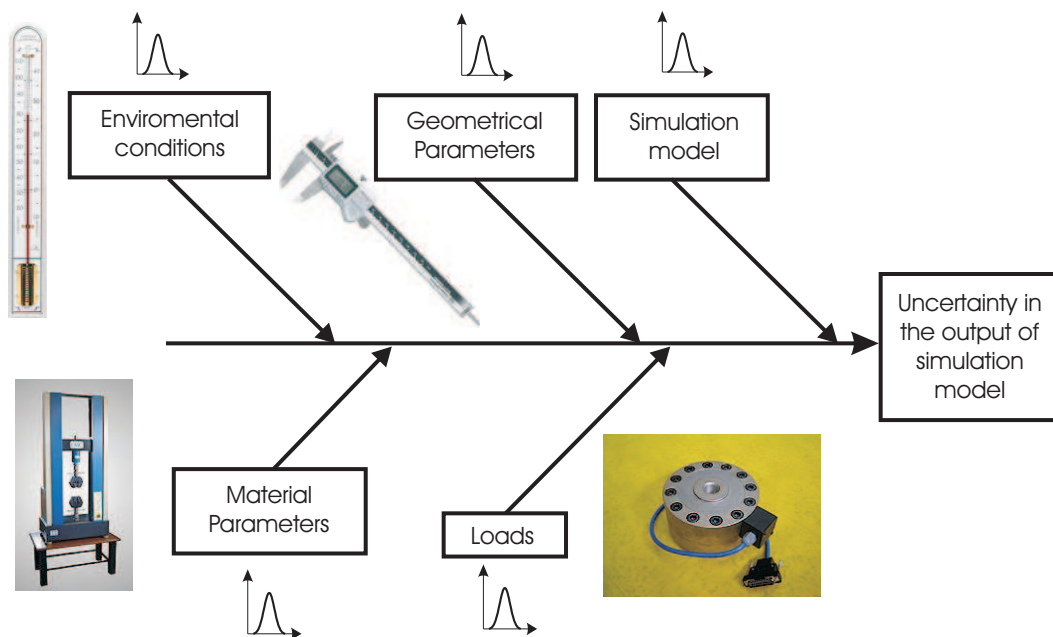 Enviromental
conditions
Geometrical
Parameters
Simulation
model
Uncertainty in
the output of
simulation
model
Material
Parameters
Loads